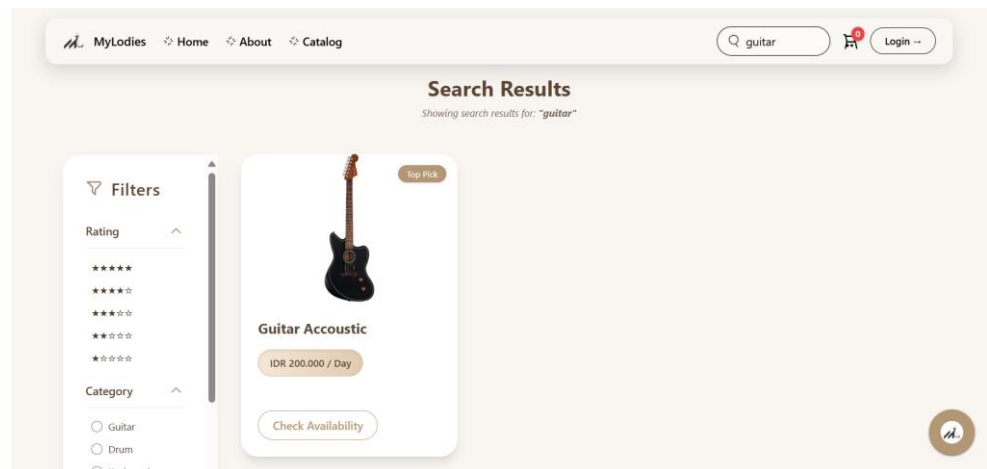 MyLodies Home About Catalog guitar 0 Login →
Search Results
Showing search results for: "guitar"
Filters
Rating
★★★★★
★★★★☆
★★★☆☆
★★☆☆☆
★☆☆☆☆
Category
Guitar
Drum
Top Pick
Guitar Accoustic
IDR 200.000 / Day
Check Availability